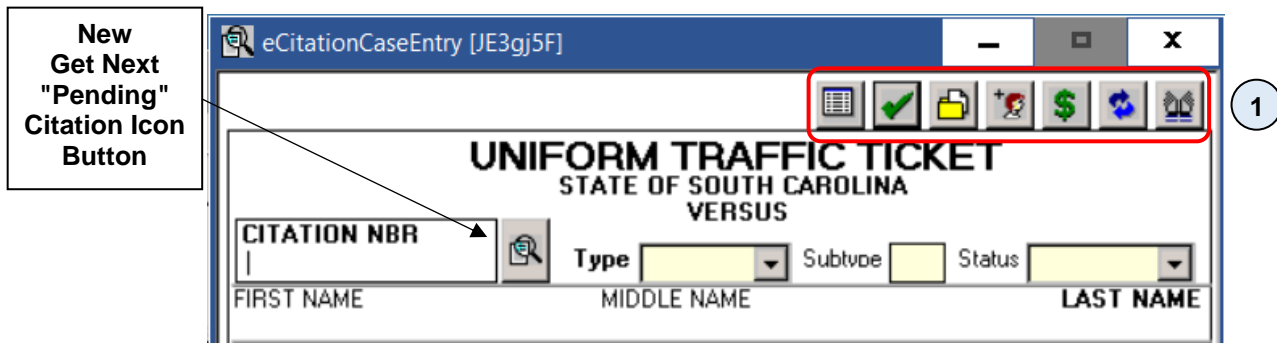 New
Get Next
"Pending"
Citation Icon
Button
eCitationCaseEntry [JE3gj5F]
1
UNIFORM TRAFFIC TICKET
STATE OF SOUTH CAROLINA
VERSUS
CITATION NBR
Type Subtype Status
FIRST NAME MIDDLE NAME LAST NAME